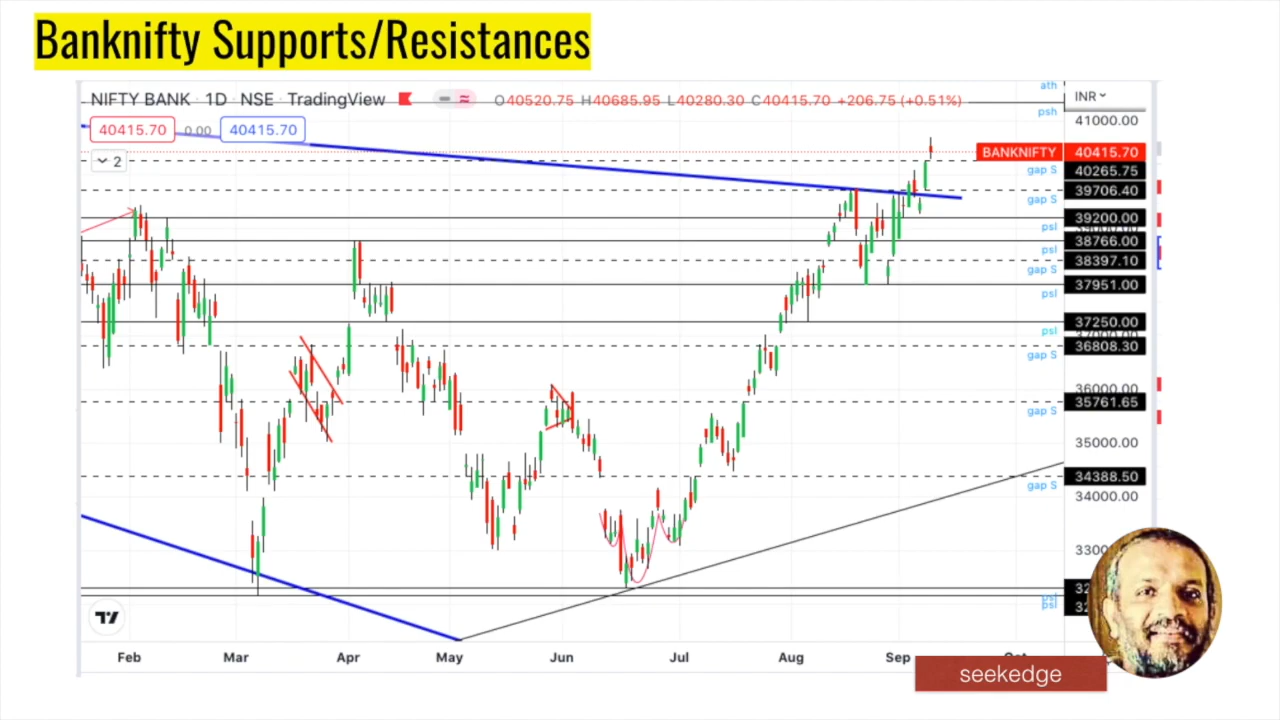 Banknifty Supports/Resistances
NIFTY BANK · 1D · NSE · TradingView O40520.75 H40685.95 L40280.30 C40415.70 +206.75 (+0.51%)
ath
INR
psh
41000.00
40415.70 0.00 40415.70
BANKNIFTY 40415.70
2
gap S 40265.75
39706.40
gap S
39200.00
psl
38766.00
psl
38397.10
gap S
37951.00
psl
37250.00
psl
36808.30
gap S
36000.00
35761.65
gap S
35000.00
34388.50
gap S
34000.00
psl
Feb Mar Apr May Jun Jul Aug Sep
seekedge